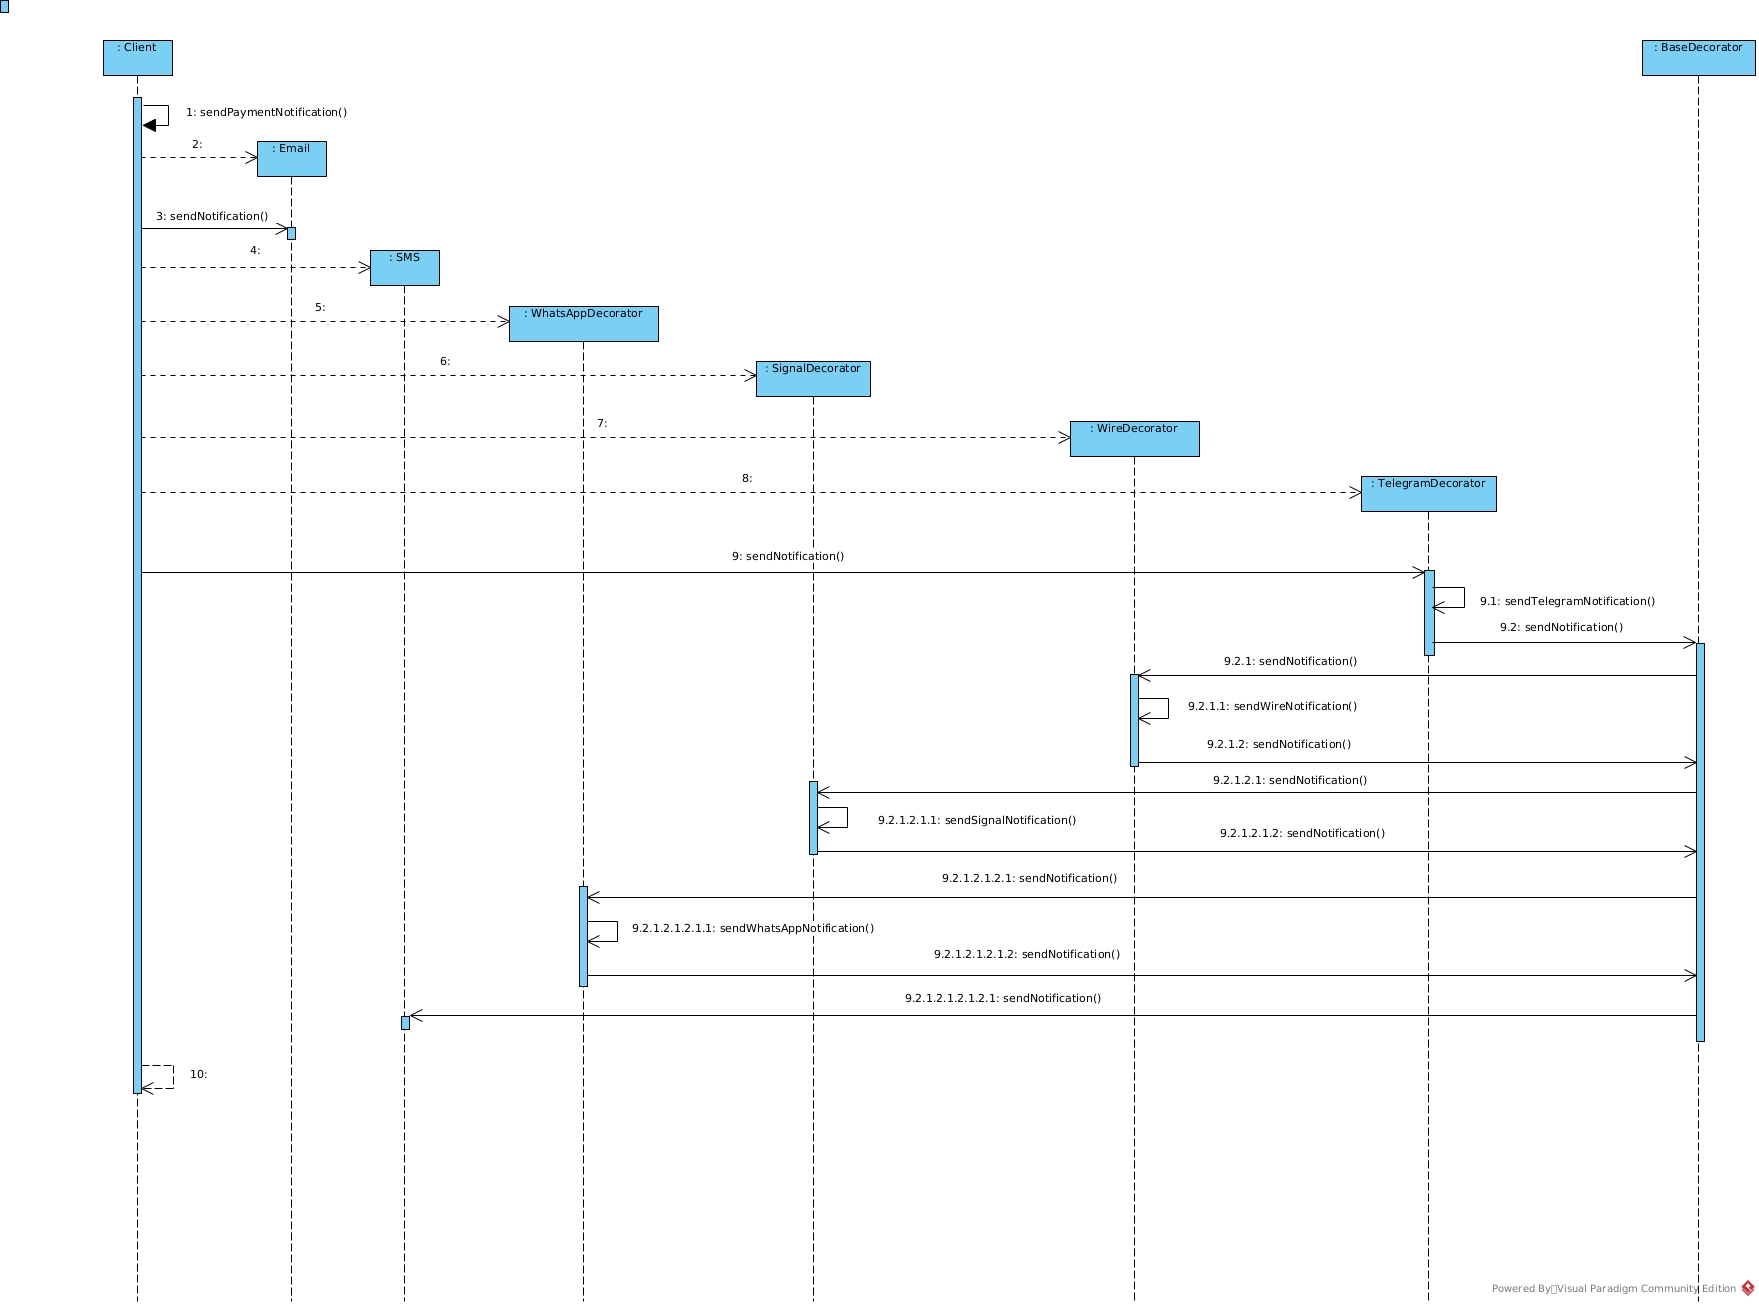 : Client
: BaseDecorator
1: sendPaymentNotification()
2:
: Email
3: sendNotification()
4:
: SMS
5:
: WhatsAppDecorator
6:
: SignalDecorator
7:
: WireDecorator
8:
: TelegramDecorator
9: sendNotification()
9.1: sendTelegramNotification()
9.2: sendNotification()
9.2.1: sendNotification()
9.2.1.1: sendWireNotification()
9.2.1.2: sendNotification()
9.2.1.2.1: sendNotification()
9.2.1.2.1.1: sendSignalNotification()
9.2.1.2.1.2: sendNotification()
9.2.1.2.1.2.1: sendNotification()
9.2.1.2.1.2.1.1: sendWhatsAppNotification()
9.2.1.2.1.2.1.2: sendNotification()
9.2.1.2.1.2.1.2.1: sendNotification()
10:
Powered By Visual Paradigm Community Edition